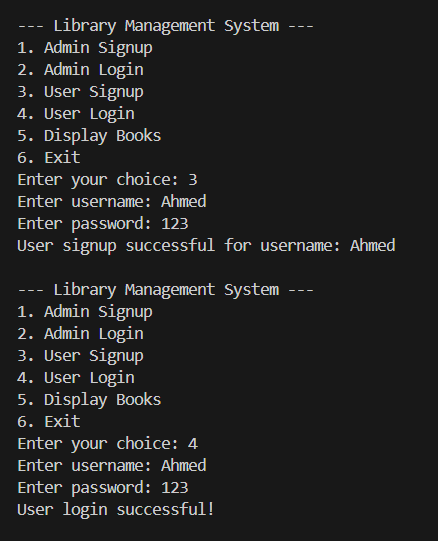 --- Library Management System ---
1. Admin Signup
2. Admin Login
3. User Signup
4. User Login
5. Display Books
6. Exit
Enter your choice: 3
Enter username: Ahmed
Enter password: 123
User signup successful for username: Ahmed

--- Library Management System ---
1. Admin Signup
2. Admin Login
3. User Signup
4. User Login
5. Display Books
6. Exit
Enter your choice: 4
Enter username: Ahmed
Enter password: 123
User login successful!